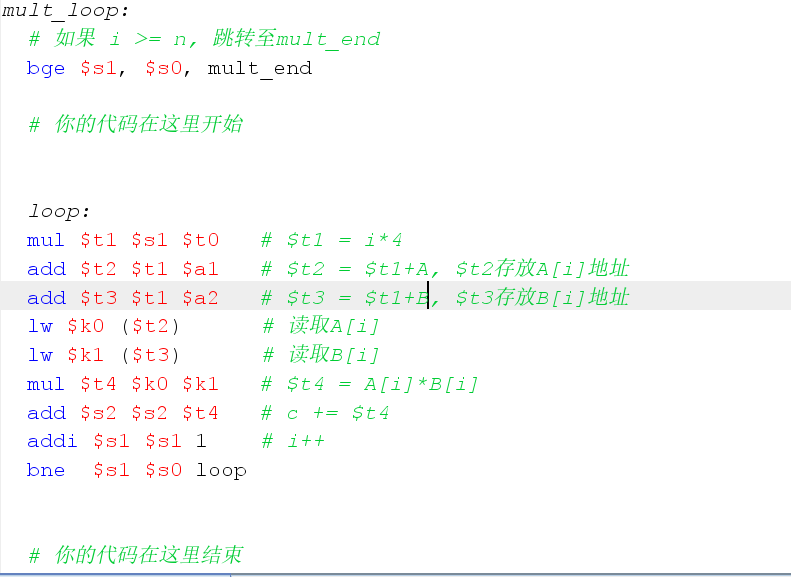 mult_loop:
# 如果 i >= n, 跳转至mult_end
bge $s1, $s0, mult_end
# 你的代码在这里开始
loop:
mul $t1 $s1 $t0 # $t1 = i*4
add $t2 $t1 $a1 # $t2 = $t1+A, $t2存放A[i]地址
add $t3 $t1 $a2 # $t3 = $t1+B, $t3存放B[i]地址
lw $k0 ($t2) # 读取A[i]
lw $k1 ($t3) # 读取B[i]
mul $t4 $k0 $k1 # $t4 = A[i]*B[i]
add $s2 $s2 $t4 # c += $t4
addi $s1 $s1 1 # i++
bne $s1 $s0 loop
# 你的代码在这里结束